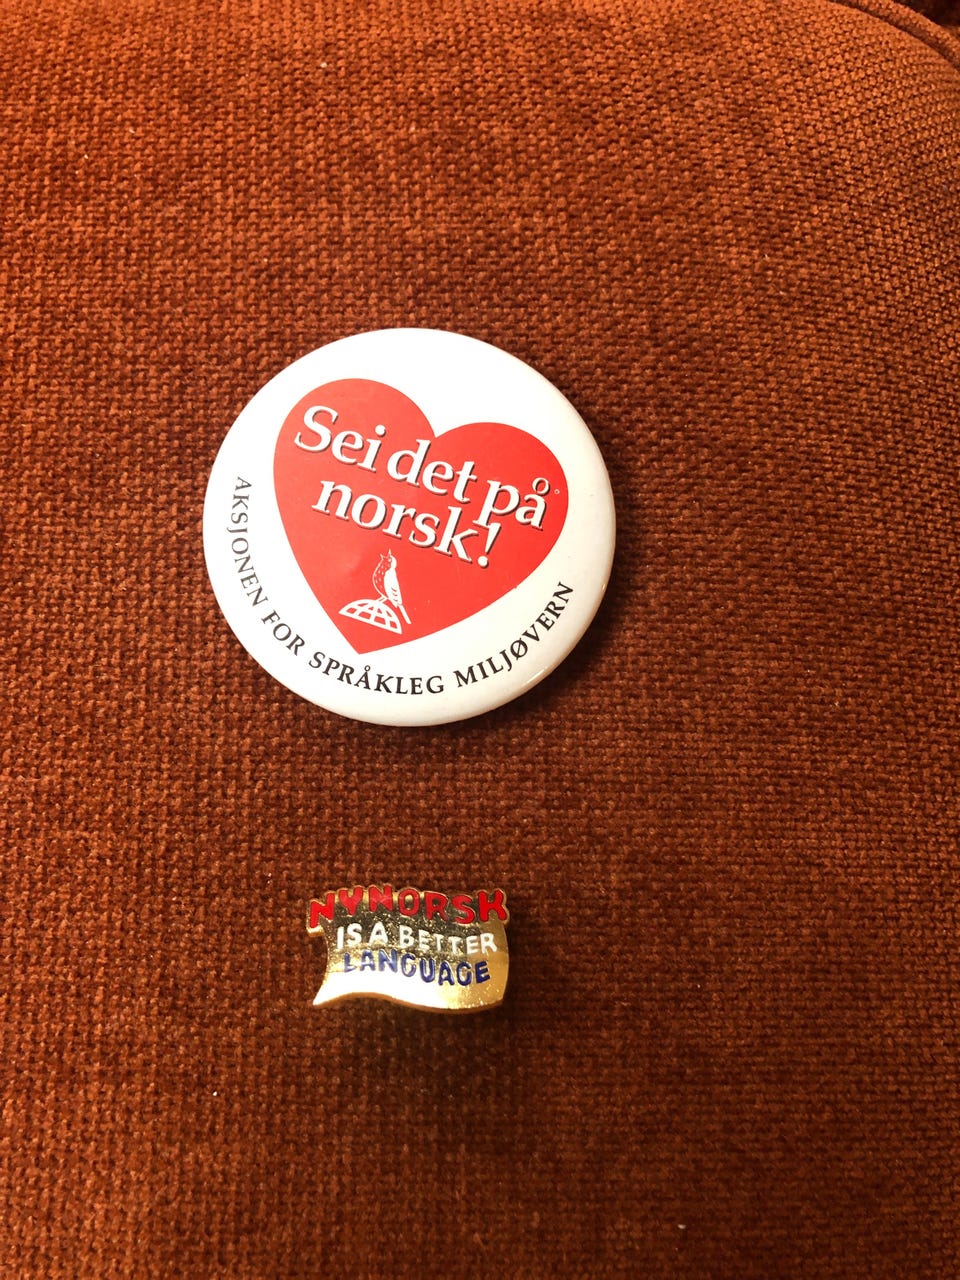 Sei det på
norsk!
AKSJONEN FOR SPRÅKLEG MILJØVERN
NYNORSK
IS A BETTER
LANGUAGE